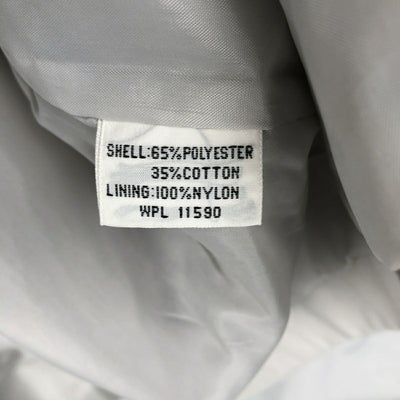 SHELL:65%POLYESTER
35%COTTON
LINING:100%NYLON
WPL 11590